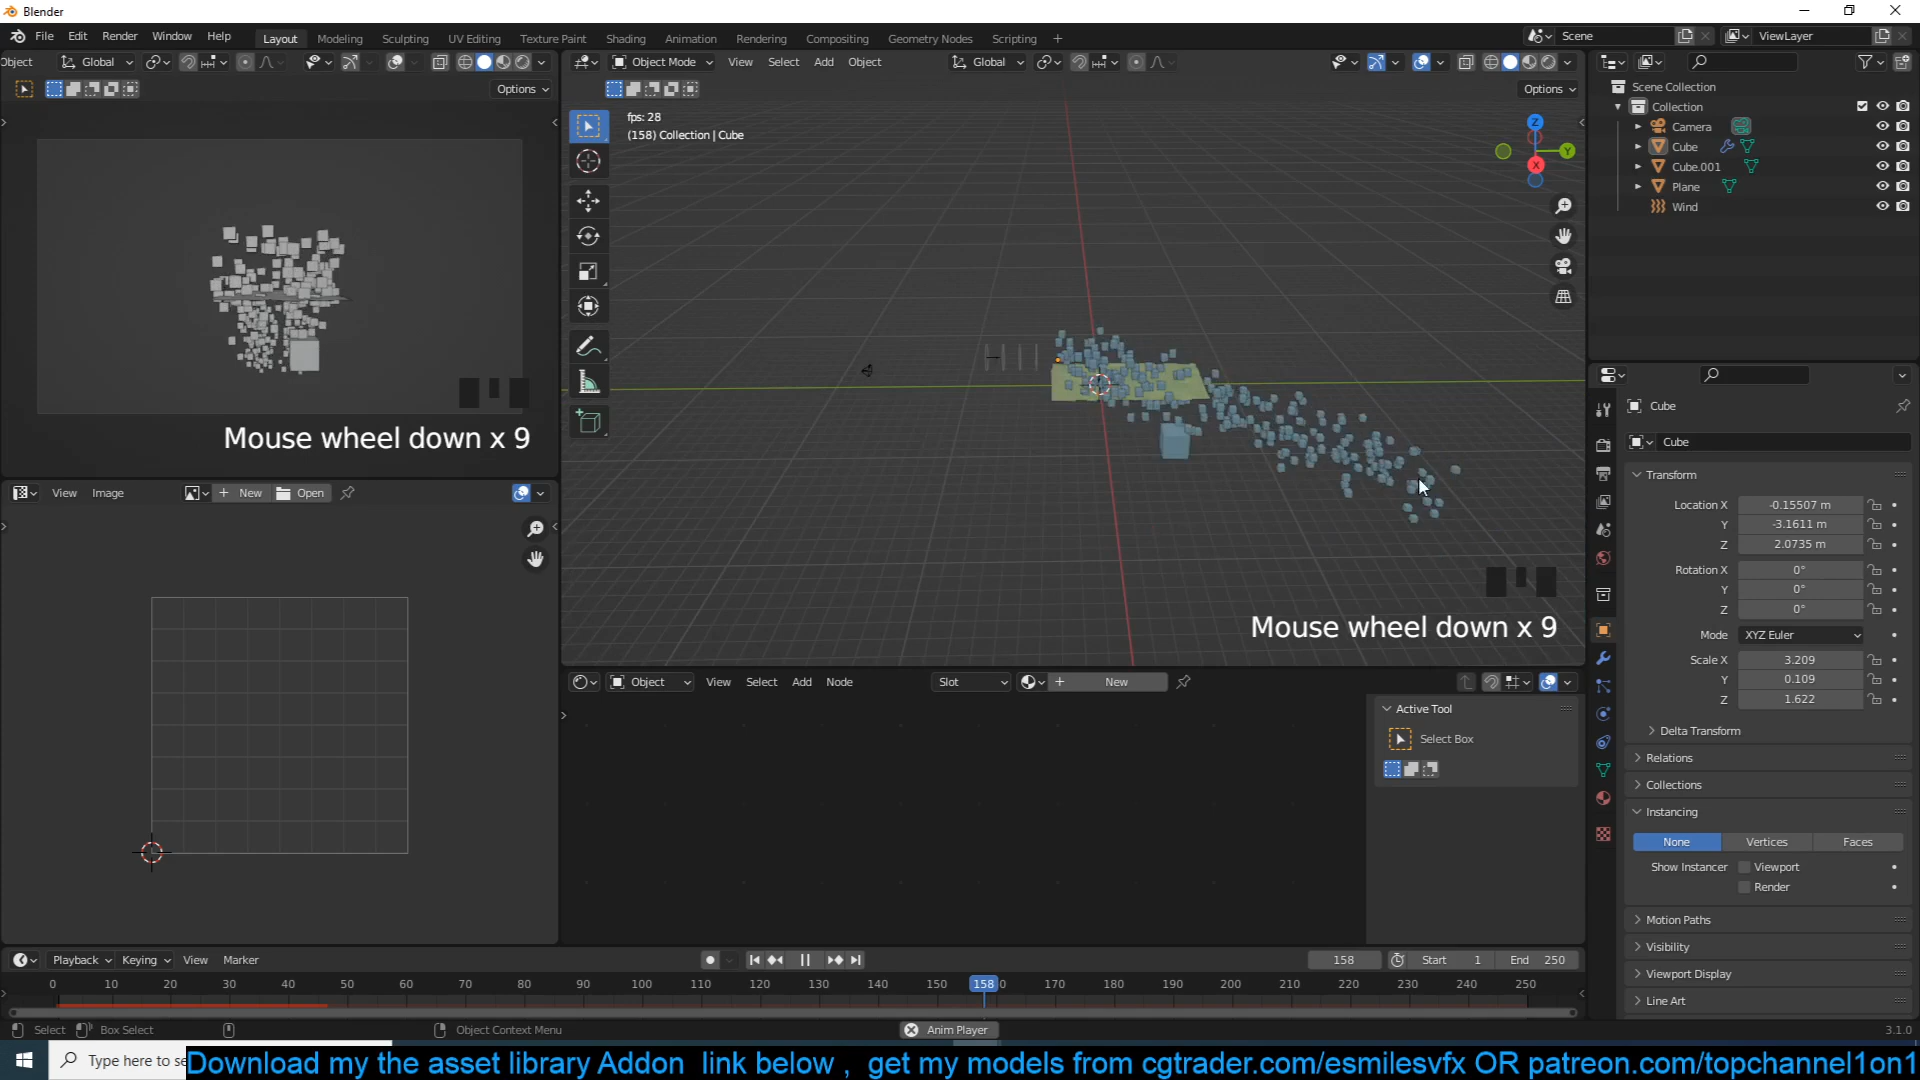 Blender
File Edit Render Window Help
Layout Modeling Sculpting UV Editing Texture Paint Shading Animation Rendering Compositing Geometry Nodes Scripting +
Scene
ViewLayer
Object Global
Options
Object Mode View Select Add Object
Global
Options
fps: 28
(158) Collection | Cube
Z
Y
X
Mouse wheel down x 9
Mouse wheel down x 9
View Image
+ New Open
Object View Select Add Node
Slot
+ New
Active Tool
Select Box
Scene Collection
Collection
Camera
Cube
Cube.001
Plane
Wind
Cube
Cube
Transform
Location X -0.15507 m
Y -3.1611 m
Z 2.0735 m
Rotation X 0°
Y 0°
Z 0°
Mode XYZ Euler
Scale X 3.209
Y 0.109
Z 1.622
Delta Transform
Relations
Collections
Instancing
None Vertices Faces
Show Instancer Viewport
Render
Motion Paths
Visibility
Viewport Display
Line Art
Playback Keying View Marker
158 Start 1 End 250
0 10 20 30 40 50 60 70 80 90 100 110 120 130 140 150 158 0 170 180 190 200 210 220 230 240 250
Select Box Select Object Context Menu Anim Player 3.1.0
Type here to se
Download my the asset library Addon link below , get my models from cgtrader.com/esmilesvfx OR patreon.com/topchannel1on1